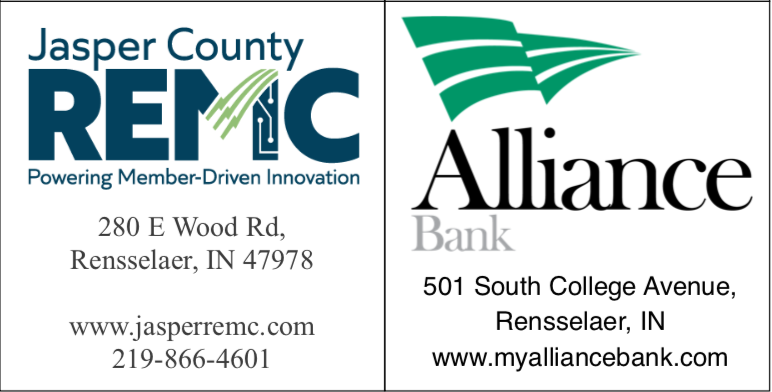 Jasper County
REMC
Powering Member-Driven Innovation
280 E Wood Rd,
Rensselaer, IN 47978
www.jasperremc.com
219-866-4601
Alliance
Bank
501 South College Avenue,
Rensselaer, IN
www.myalliancebank.com